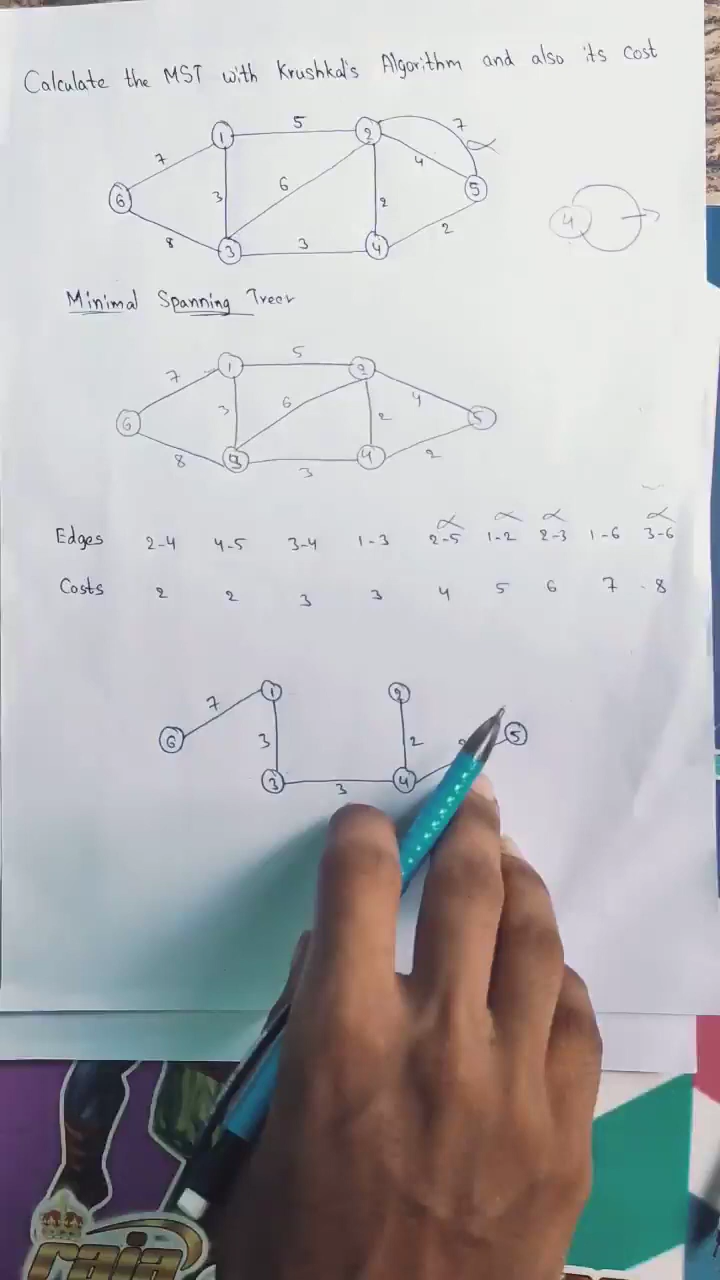 Calculate the MST with Krushkal's Algorithm and also its cost
1 5 2 7
7 3 6 4
6 2 5
8 3 3 4 2
4
Minimal Spanning Treer
1 5 2
7 3 6 4
6 2 5
8 3 3 4 2
Edges 2-4 4-5 3-4 1-3 2-5 1-2 2-3 1-6 3-6
Costs 2 2 3 3 4 5 6 7 8
7 1 2
6 3 2 5
3 3 4
raja